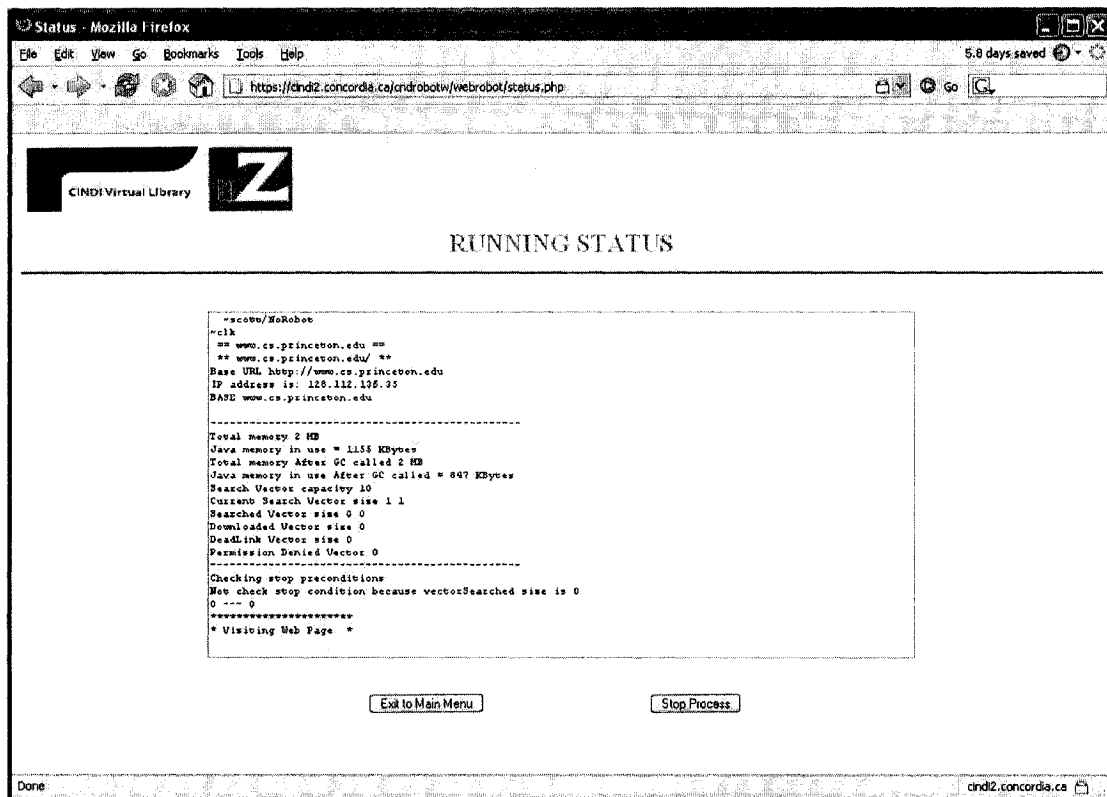 Status - Mozilla Firefox
File Edit View Go Bookmarks Tools Help
5.8 days saved
https://cindi2.concordia.ca/cndrobotw/webrobot/status.php
Go
CINDI Virtual Library
Z
RUNNING STATUS
~scott/NoRobot
~clk
== www.cs.princeton.edu ==
** www.cs.princeton.edu/ **
Base URL http://www.cs.princeton.edu
IP address is: 128.112.136.35
BASE www.cs.princeton.edu
------------------------------------------------
Total memory 2 MB
Java memory in use = 1155 KBytes
Total memory After GC called 2 MB
Java memory in use After GC called = 847 KBytes
Search Vector capacity 10
Current Search Vector size 1 1
Searched Vector size 0 0
Downloaded Vector size 0
DeadLink Vector size 0
Permission Denied Vector 0
------------------------------------------------
Checking stop preconditions
Not check stop condition because vectorSearched size is 0
0 --- 0
**********************
* Visiting Web Page *
Exit to Main Menu
Stop Process
Done
cindi2.concordia.ca